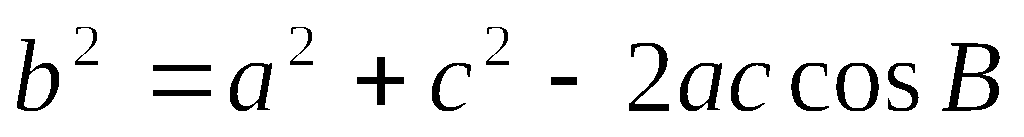 b² = a² + c² - 2ac cos B